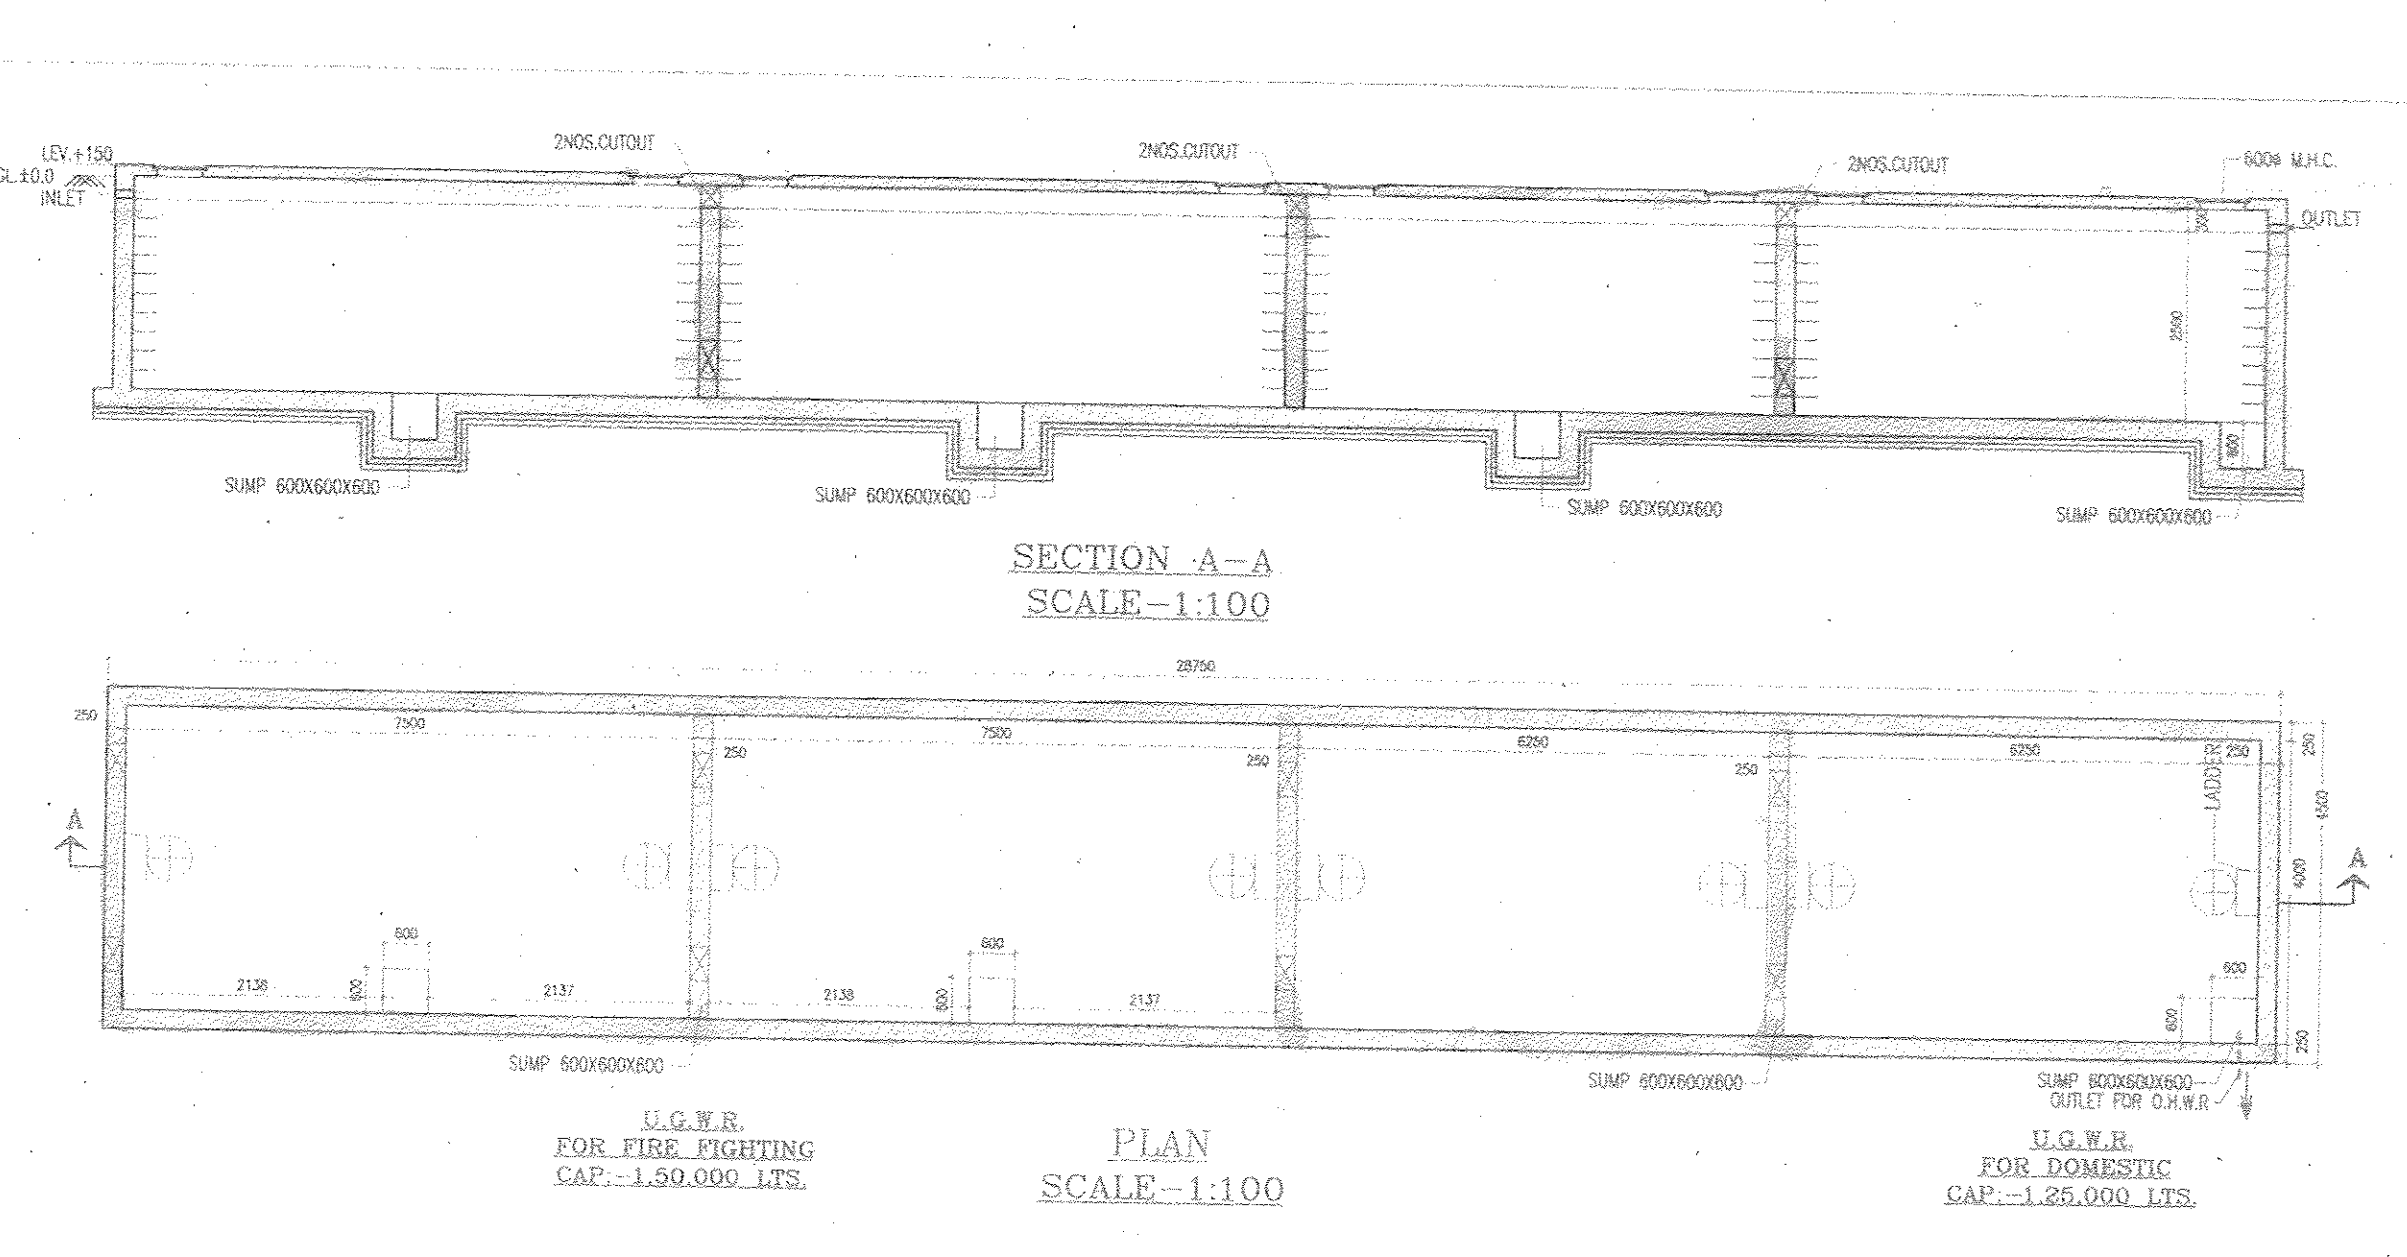 2NOS.CUTOUT
2NOS.CUTOUT
2NOS.CUTOUT
600ø M.H.C.
LEV.+150
GL±0.0
INLET
OUTLET
2500
600
SUMP 600X600X600
SUMP 600X600X600
SUMP 600X600X600
SUMP 600X600X600
SECTION A-A
SCALE-1:100
28750
250
7500
250
7500
250
6250
250
6250
250
250
LADDER
4500
4000
A
A
600
600
2138
600
2137
2138
600
2137
600
600
250
SUMP 600X600X600
SUMP 600X600X600
SUMP 600X600X600
OUTLET FOR O.H.W.R
U.G.W.R.
FOR FIRE FIGHTING
CAP:-1.50.000 LTS.
PLAN
SCALE-1:100
U.G.W.R.
FOR DOMESTIC
CAP:-1.25.000 LTS.